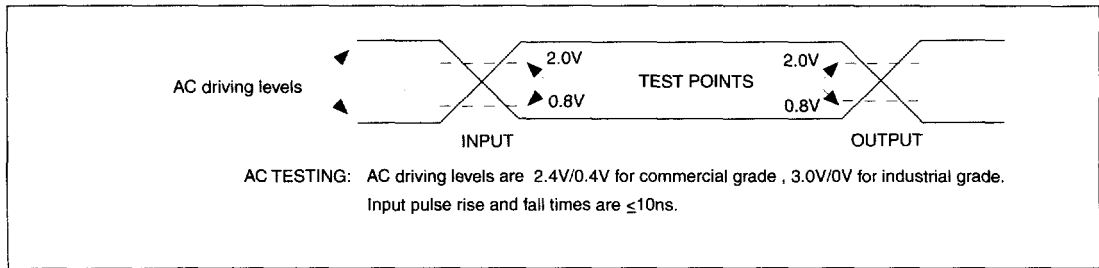 2.0V
2.0V
AC driving levels
TEST POINTS
0.8V
0.8V
INPUT
OUTPUT
AC TESTING: AC driving levels are 2.4V/0.4V for commercial grade , 3.0V/0V for industrial grade.
Input pulse rise and fall times are ≤10ns.